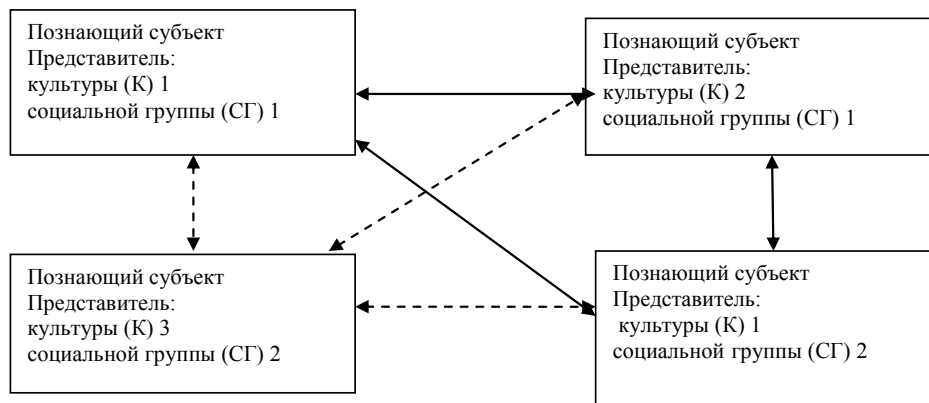 Познающий субъект
Представитель:
культуры (К) 1
социальной группы (СГ) 1
Познающий субъект
Представитель:
культуры (К) 2
социальной группы (СГ) 1
Познающий субъект
Представитель:
культуры (К) 3
социальной группы (СГ) 2
Познающий субъект
Представитель:
культуры (К) 1
социальной группы (СГ) 2